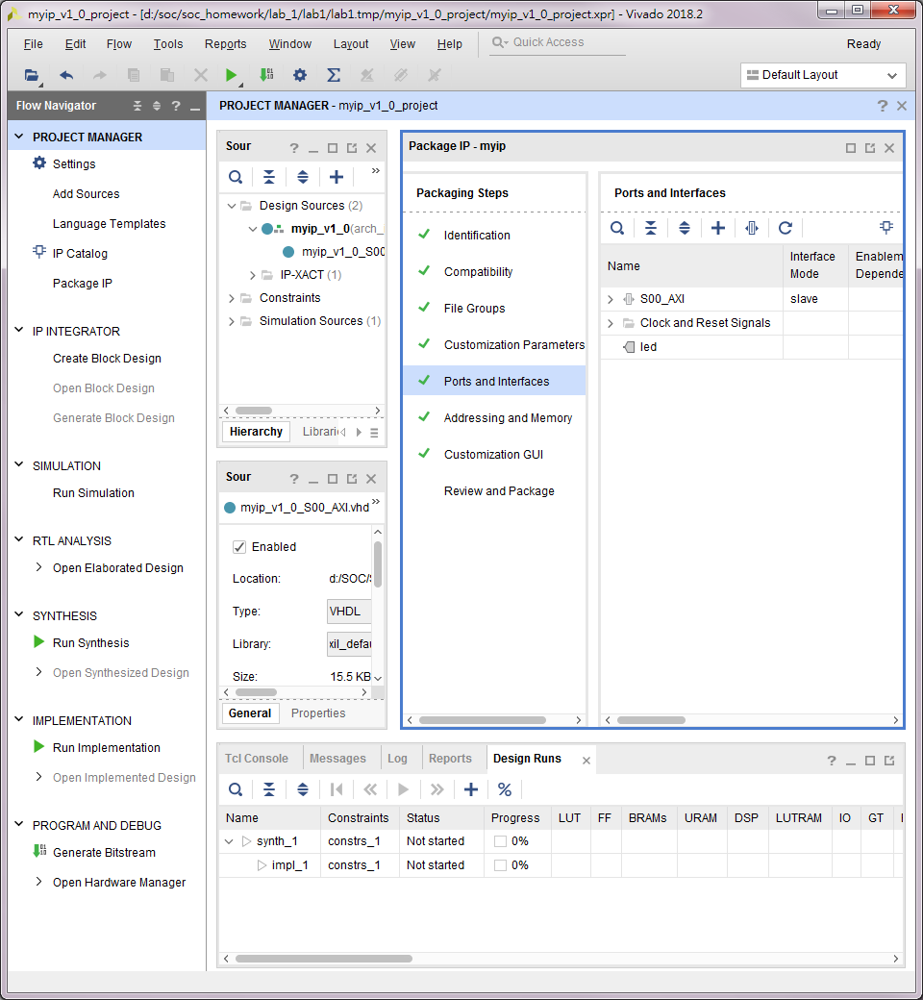 myip_v1_0_project - [d:/soc/soc_homework/lab_1/lab1/lab1.tmp/myip_v1_0_project/myip_v1_0_project.xpr] - Vivado 2018.2
File Edit Flow Tools Reports Window Layout View Help Quick Access Ready
Default Layout
Flow Navigator
PROJECT MANAGER
Settings
Add Sources
Language Templates
IP Catalog
Package IP
IP INTEGRATOR
Create Block Design
Open Block Design
Generate Block Design
SIMULATION
Run Simulation
RTL ANALYSIS
Open Elaborated Design
SYNTHESIS
Run Synthesis
Open Synthesized Design
IMPLEMENTATION
Run Implementation
Open Implemented Design
PROGRAM AND DEBUG
Generate Bitstream
Open Hardware Manager
PROJECT MANAGER - myip_v1_0_project
Sour
Design Sources (2)
myip_v1_0(arch_
myip_v1_0_S00
IP-XACT (1)
Constraints
Simulation Sources (1)
Hierarchy Librari
Sour
myip_v1_0_S00_AXI.vhd
Enabled
Location: d:/SOC/S
Type: VHDL
Library: xil_defau
Size: 15.5 KB
General Properties
Package IP - myip
Packaging Steps
Identification
Compatibility
File Groups
Customization Parameters
Ports and Interfaces
Addressing and Memory
Customization GUI
Review and Package
Ports and Interfaces
Name Interface Mode Enablem Depende
S00_AXI slave
Clock and Reset Signals
led
Tcl Console Messages Log Reports Design Runs
Name Constraints Status Progress LUT FF BRAMs URAM DSP LUTRAM IO GT
synth_1 constrs_1 Not started 0%
impl_1 constrs_1 Not started 0%